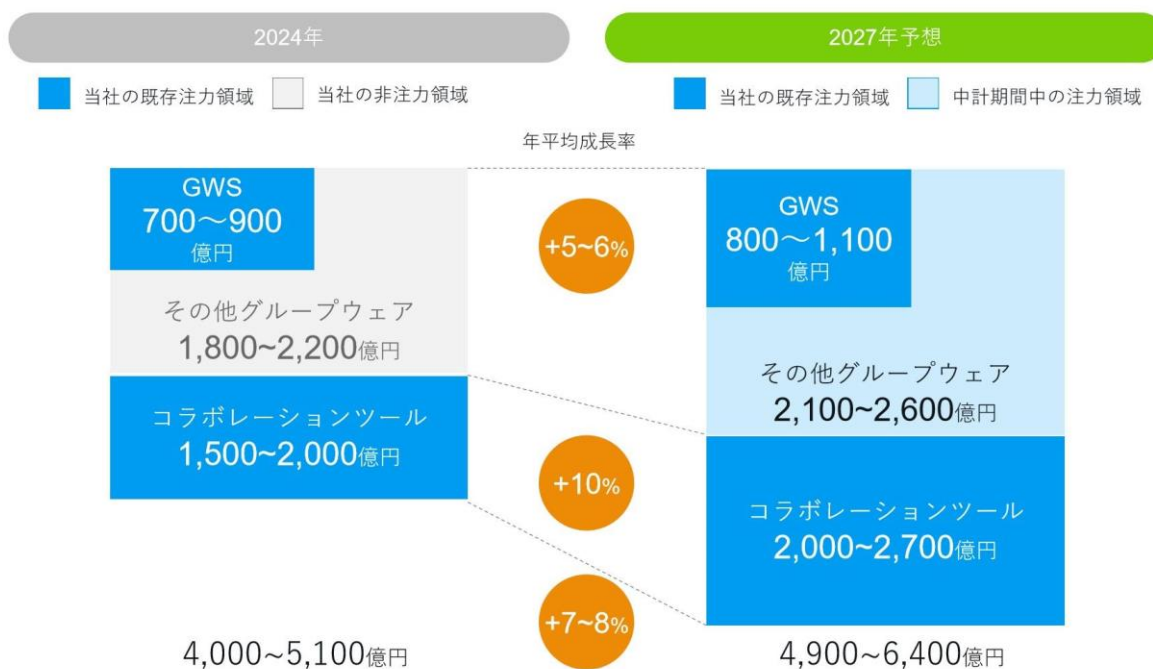 2024年
2027年予想
当社の既存注力領域
当社の非注力領域
当社の既存注力領域
中計期間中の注力領域
年平均成長率
GWS
700～900
億円
その他グループウェア
1,800~2,200億円
コラボレーションツール
1,500~2,000億円
4,000~5,100億円
+5~6%
+10%
+7~8%
GWS
800～1,100
億円
その他グループウェア
2,100~2,600億円
コラボレーションツール
2,000~2,700億円
4,900~6,400億円